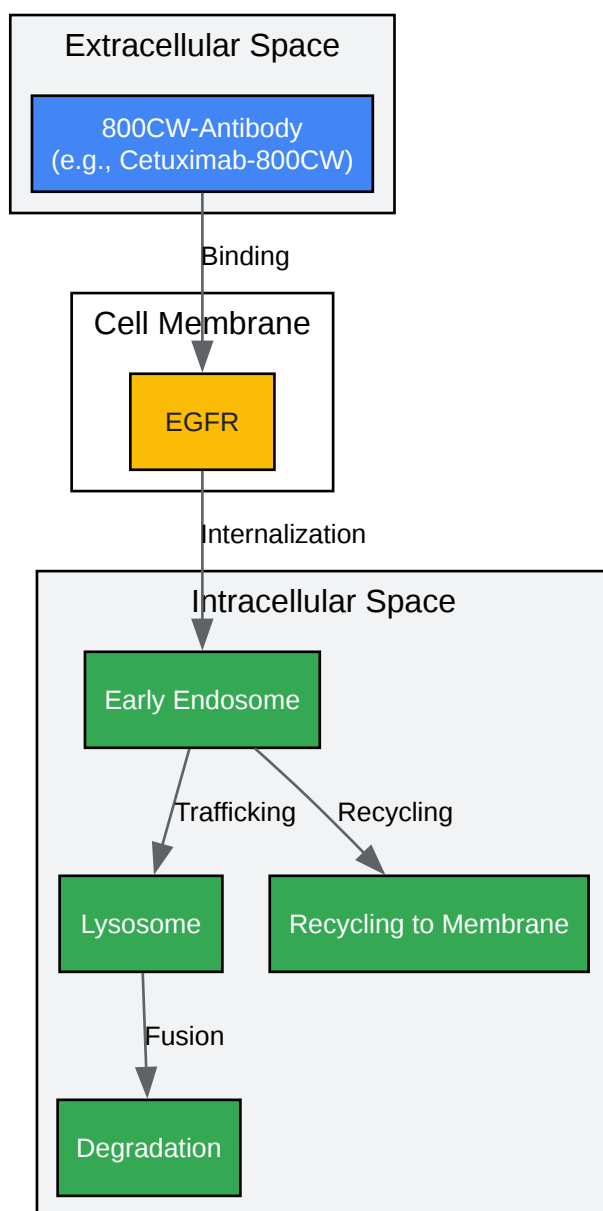 Extracellular Space
800CW-Antibody
(e.g., Cetuximab-800CW)
Binding
Cell Membrane
EGFR
Internalization
Intracellular Space
Early Endosome
Trafficking
Recycling
Lysosome
Recycling to Membrane
Fusion
Degradation